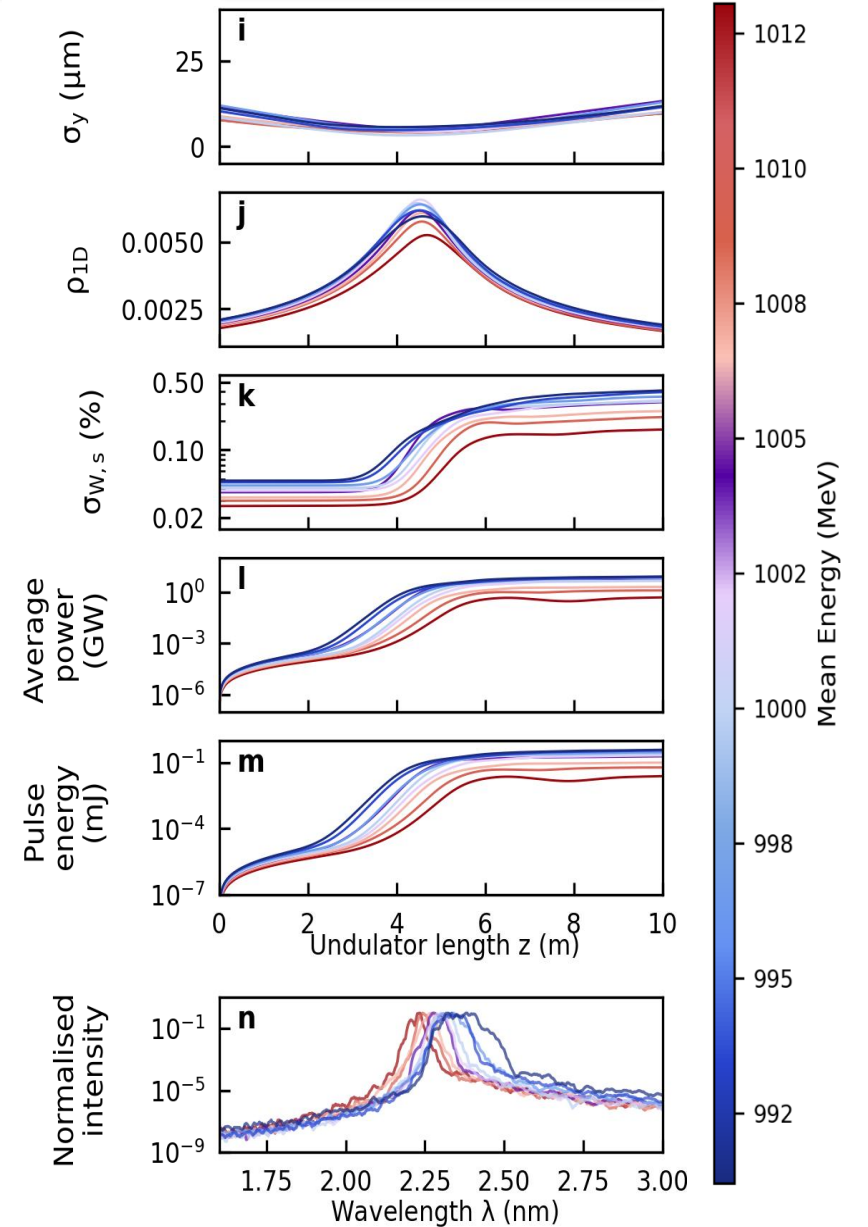 i
σy (μm)
25
0
j
ρ1D
0.0050
0.0025
k
σW, s (%)
0.50
0.10
0.02
l
Average
power
(GW)
10⁰
10⁻³
10⁻⁶
m
Pulse
energy
(mJ)
10⁻¹
10⁻⁴
10⁻⁷
0 2 4 6 8 10
Undulator length z (m)
n
Normalised
intensity
10⁻¹
10⁻⁵
10⁻⁹
1.75 2.00 2.25 2.50 2.75 3.00
Wavelength λ (nm)
1012
1010
1008
1005
1002
1000
998
995
992
Mean Energy (MeV)